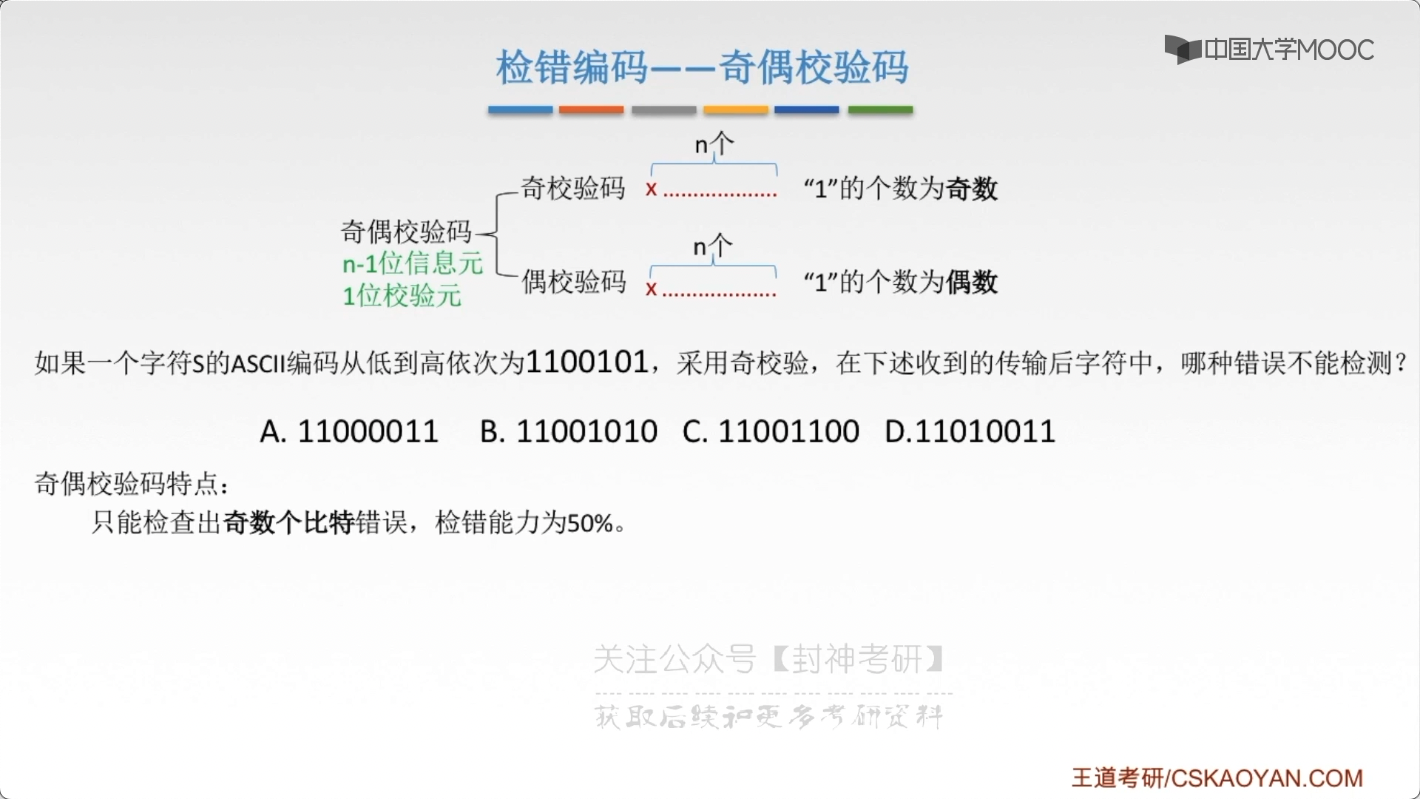 检错编码——奇偶校验码
中国大学MOOC
n个
奇校验码 x ................... “1”的个数为奇数
奇偶校验码
n-1位信息元
1位校验元
n个
偶校验码 x ................... “1”的个数为偶数
如果一个字符S的ASCII编码从低到高依次为1100101，采用奇校验，在下述收到的传输后字符中，哪种错误不能检测？
A. 11000011 B. 11001010 C. 11001100 D.11010011
奇偶校验码特点：
只能检查出奇数个比特错误，检错能力为50%。
关注公众号【封神考研】
获取后续和更多考研资料
王道考研/CSKAOYAN.COM